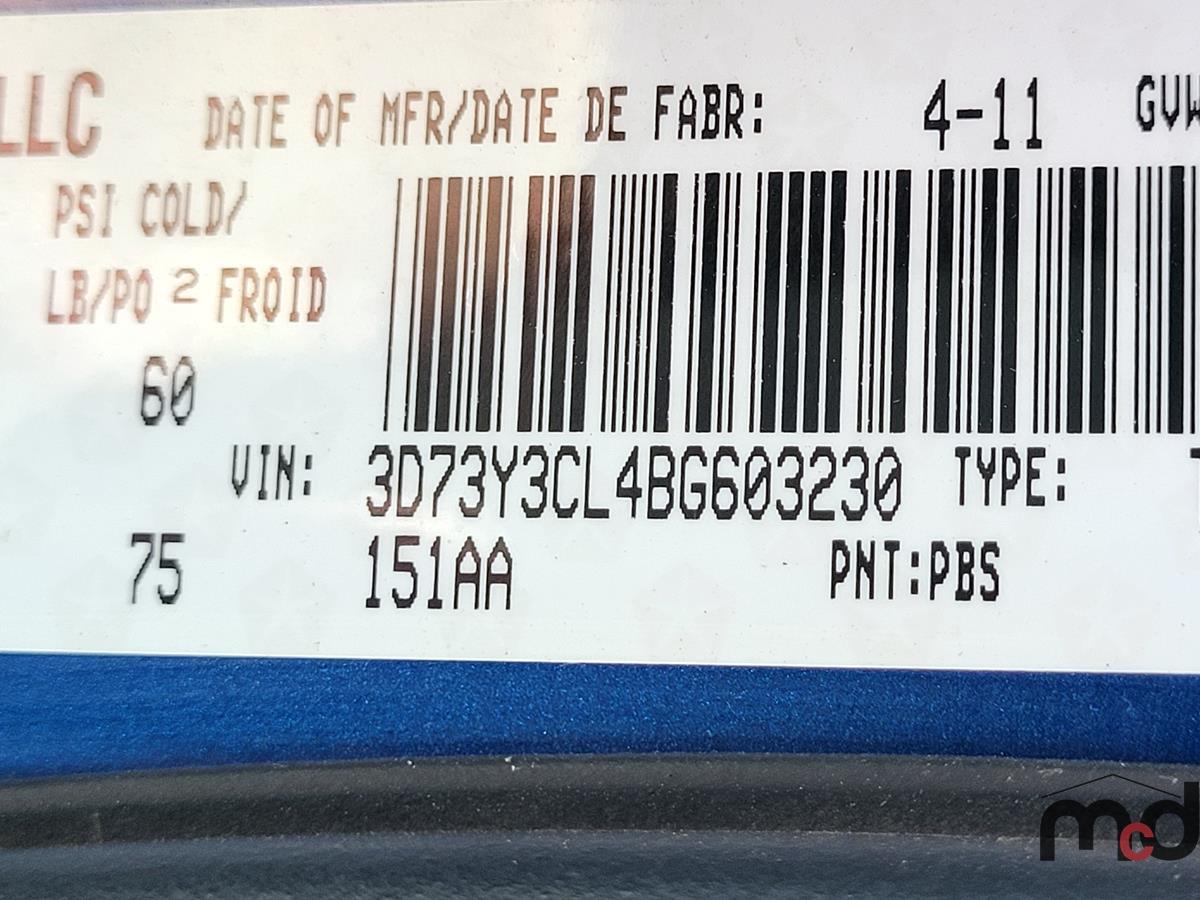 LLC DATE OF MFR/DATE DE FABR: 4-11 GVW
PSI COLD/
LB/PO 2 FROID
60
VIN: 3D73Y3CL4BG603230 TYPE:
75 151AA PNT:PBS
mcd